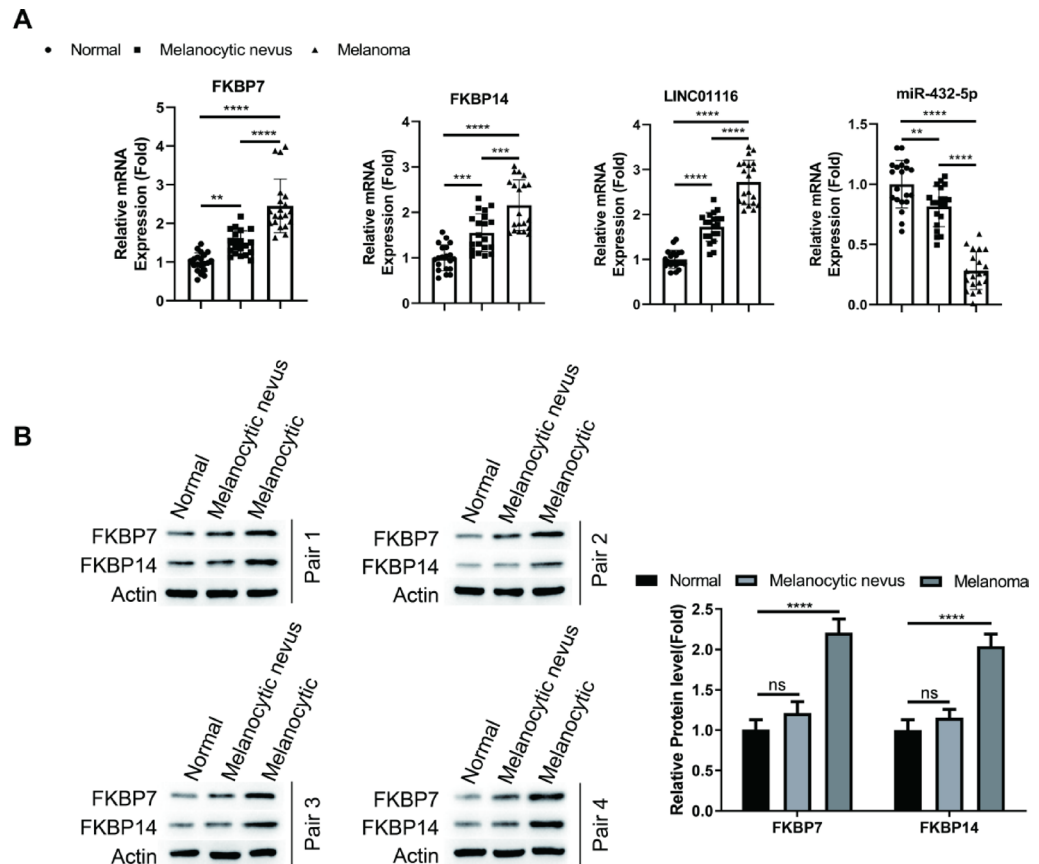 A
● Normal ■ Melanocytic nevus ▲ Melanoma
FKBP7
Relative mRNA
Expression (Fold)
5
4
3
2
1
0
****
****
**
FKBP14
Relative mRNA
Expression (Fold)
4
3
2
1
0
****
***
***
LINC01116
Relative mRNA
Expression (Fold)
4
3
2
1
0
****
****
****
miR-432-5p
Relative mRNA
Expression (Fold)
1.5
1.0
0.5
0.0
****
**
****
B
Normal
Melanocytic nevus
Melanocytic
FKBP7
FKBP14
Actin
Pair 1
Normal
Melanocytic nevus
Melanocytic
FKBP7
FKBP14
Actin
Pair 2
Normal
Melanocytic nevus
Melanocytic
FKBP7
FKBP14
Actin
Pair 3
Normal
Melanocytic nevus
Melanocytic
FKBP7
FKBP14
Actin
Pair 4
Normal Melanocytic nevus Melanoma
Relative Protein level(Fold)
2.5
2.0
1.5
1.0
0.5
0.0
****
ns
****
ns
FKBP7
FKBP14